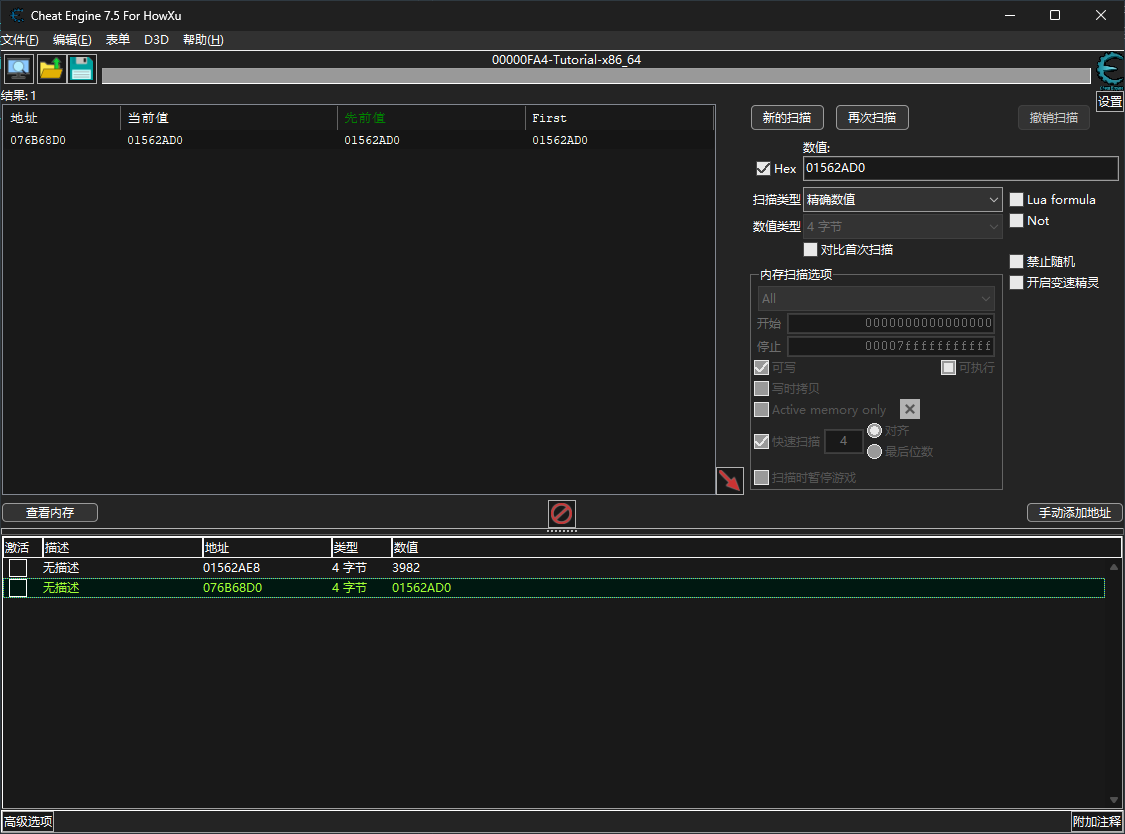 Cheat Engine 7.5 For HowXu
文件(F) 编辑(E) 表单 D3D 帮助(H)
00000FA4-Tutorial-x86_64
结果: 1
设置
地址 当前值 先前值 First
076B68D0 01562AD0 01562AD0 01562AD0
新的扫描 再次扫描 撤销扫描
数值:
Hex 01562AD0
扫描类型 精确数值 Lua formula
数值类型 4 字节 Not
对比首次扫描
禁止随机
开启变速精灵
内存扫描选项
All
开始 0000000000000000
停止 00007fffffffffff
可写 可执行
写时拷贝
Active memory only
快速扫描 4 对齐
最后位数
扫描时暂停游戏
查看内存 手动添加地址
激活 描述 地址 类型 数值
无描述 01562AE8 4 字节 3982
无描述 076B68D0 4 字节 01562AD0
高级选项 附加注释